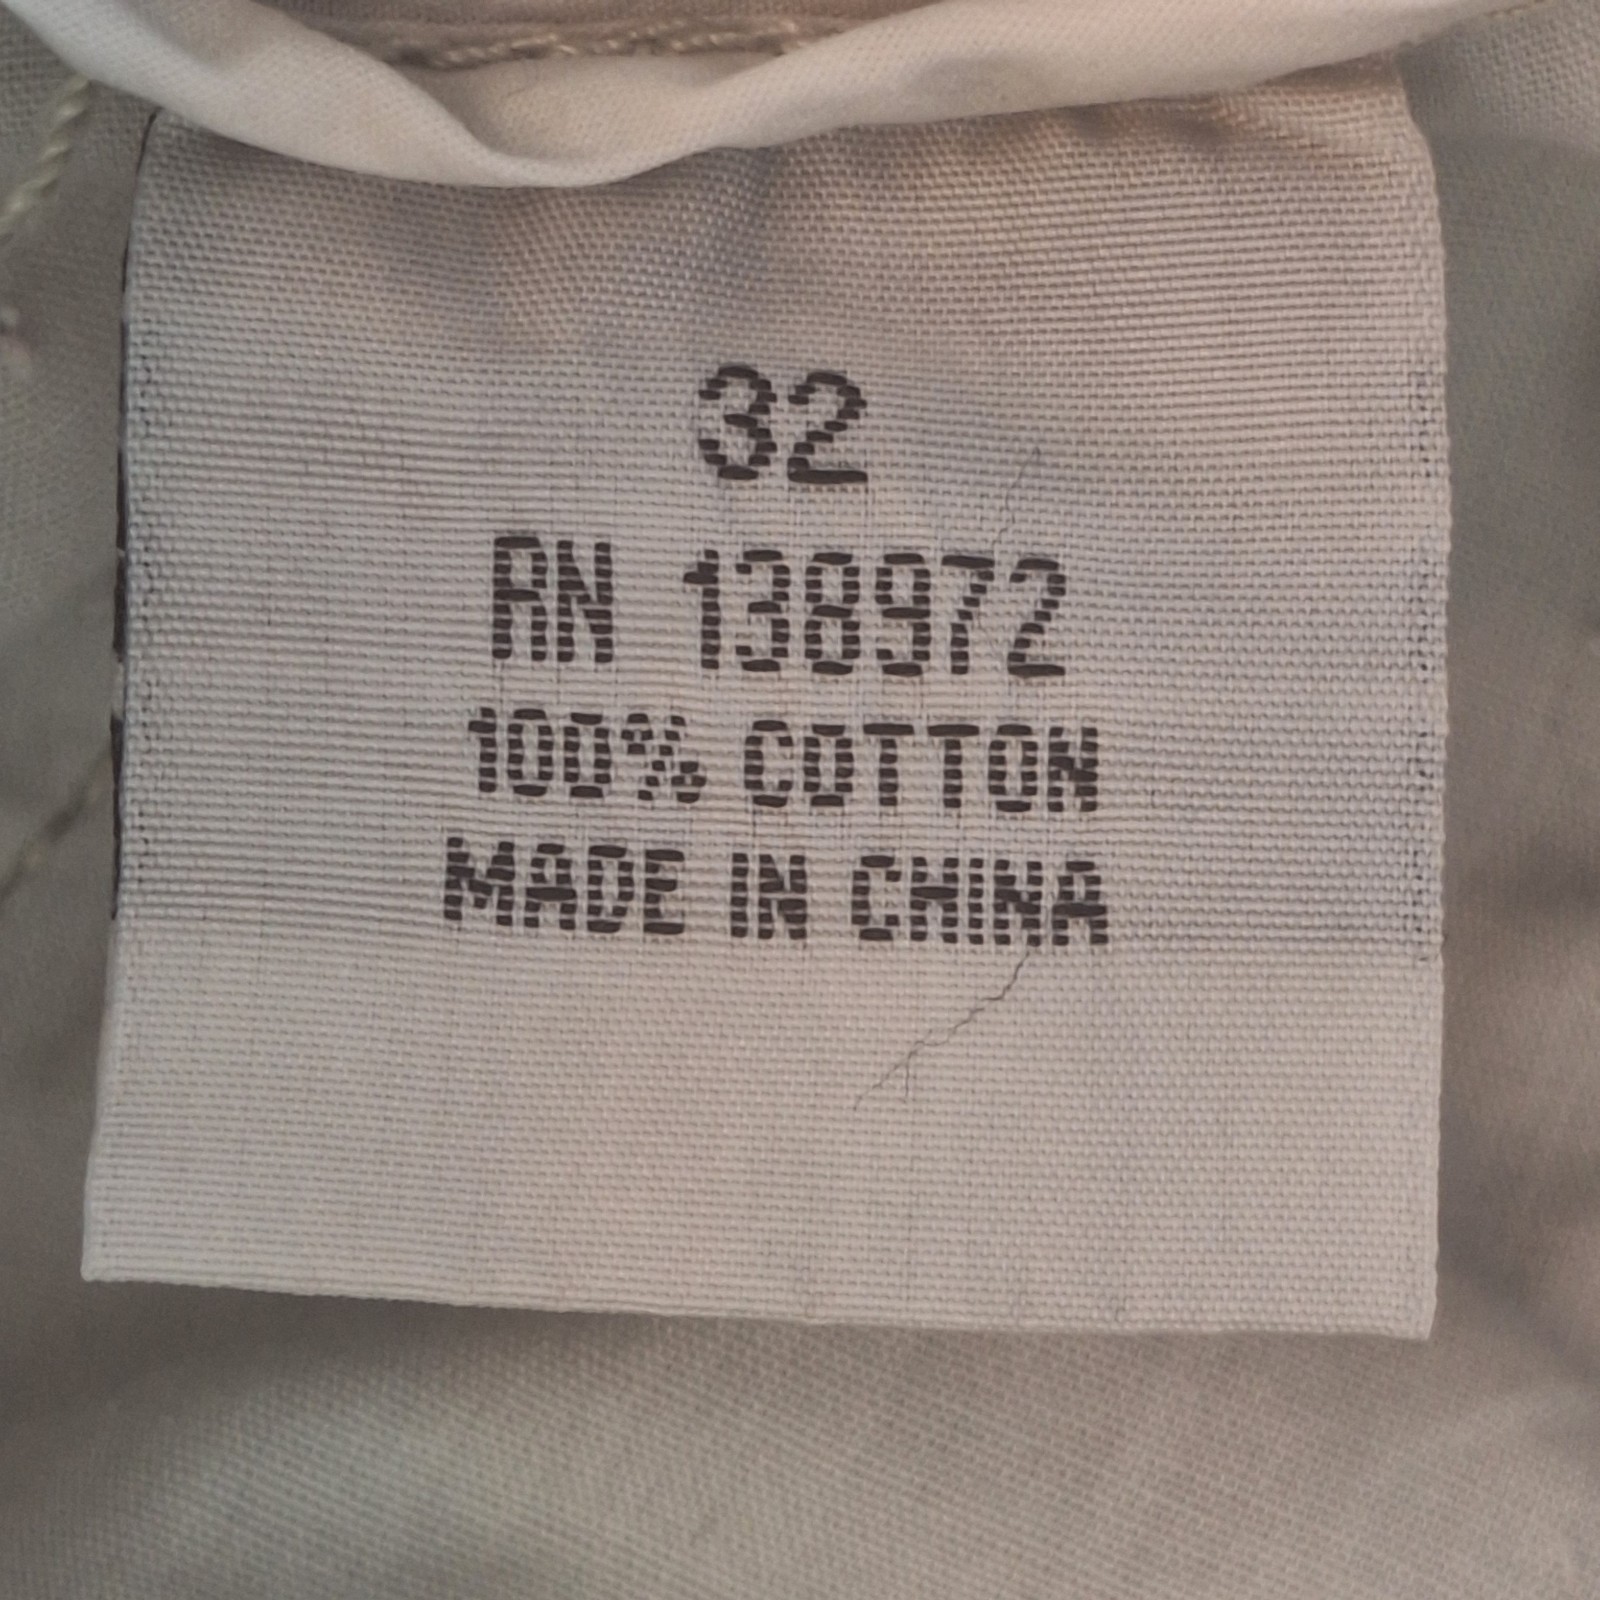 32
RN 138972
100% COTTON
MADE IN CHINA